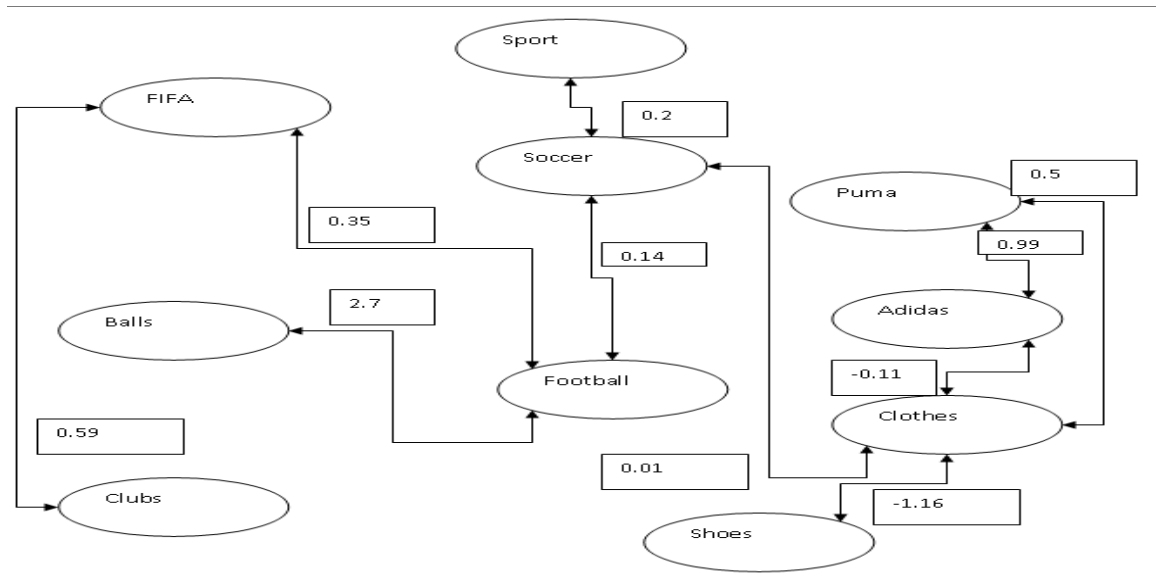 Sport
FIFA
0.2
Soccer
0.5
Puma
0.35
0.99
0.14
2.7
Adidas
Balls
-0.11
Football
Clothes
0.59
0.01
Clubs
-1.16
Shoes